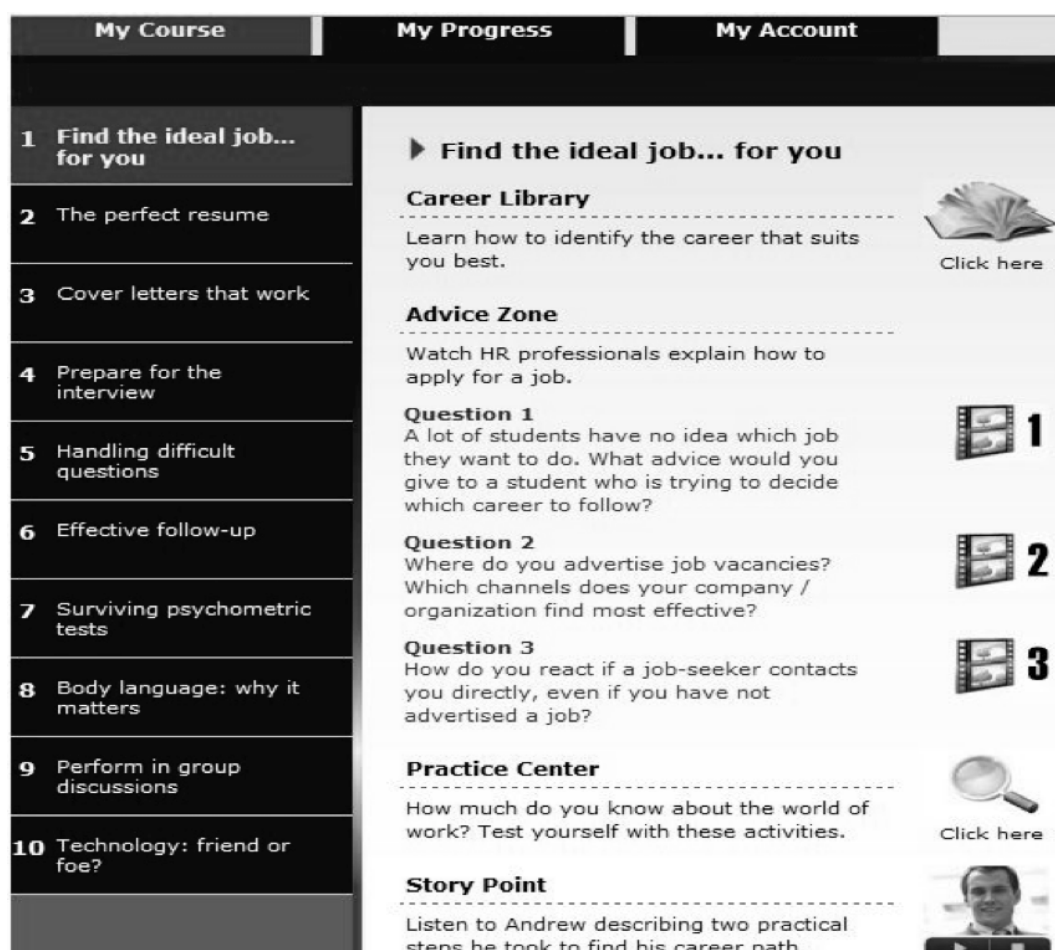 My Course
My Progress
My Account
1 Find the ideal job...
for you
2 The perfect resume
3 Cover letters that work
4 Prepare for the
interview
5 Handling difficult
questions
6 Effective follow-up
7 Surviving psychometric
tests
8 Body language: why it
matters
9 Perform in group
discussions
10 Technology: friend or
foe?
Find the ideal job... for you
Career Library
Learn how to identify the career that suits
you best.
Click here
Advice Zone
Watch HR professionals explain how to
apply for a job.
Question 1
A lot of students have no idea which job
they want to do. What advice would you
give to a student who is trying to decide
which career to follow?
1
Question 2
Where do you advertise job vacancies?
Which channels does your company /
organization find most effective?
2
Question 3
How do you react if a job-seeker contacts
you directly, even if you have not
advertised a job?
3
Practice Center
How much do you know about the world of
work? Test yourself with these activities.
Click here
Story Point
Listen to Andrew describing two practical
steps he took to find his career path